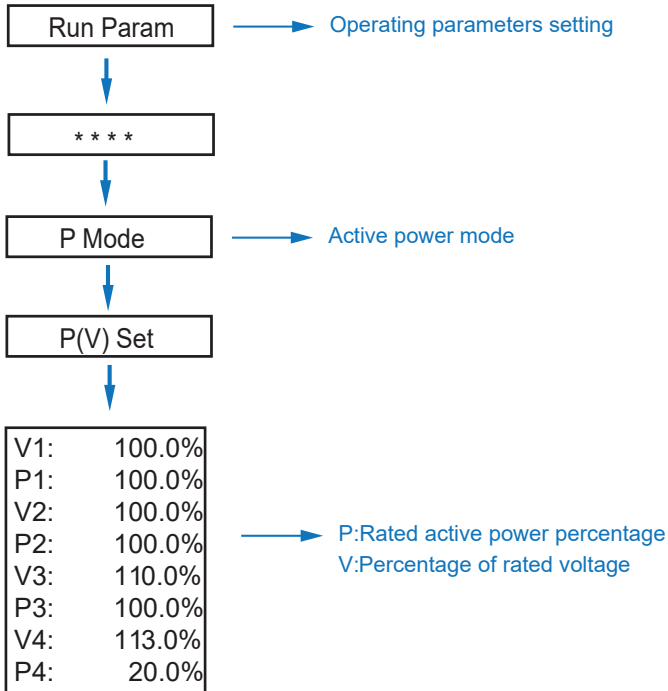 Run Param
Operating parameters setting
* * * *
P Mode
Active power mode
P(V) Set
V1: 100.0%
P1: 100.0%
V2: 100.0%
P2: 100.0%
V3: 110.0%
P3: 100.0%
V4: 113.0%
P4: 20.0%
P:Rated active power percentage
V:Percentage of rated voltage